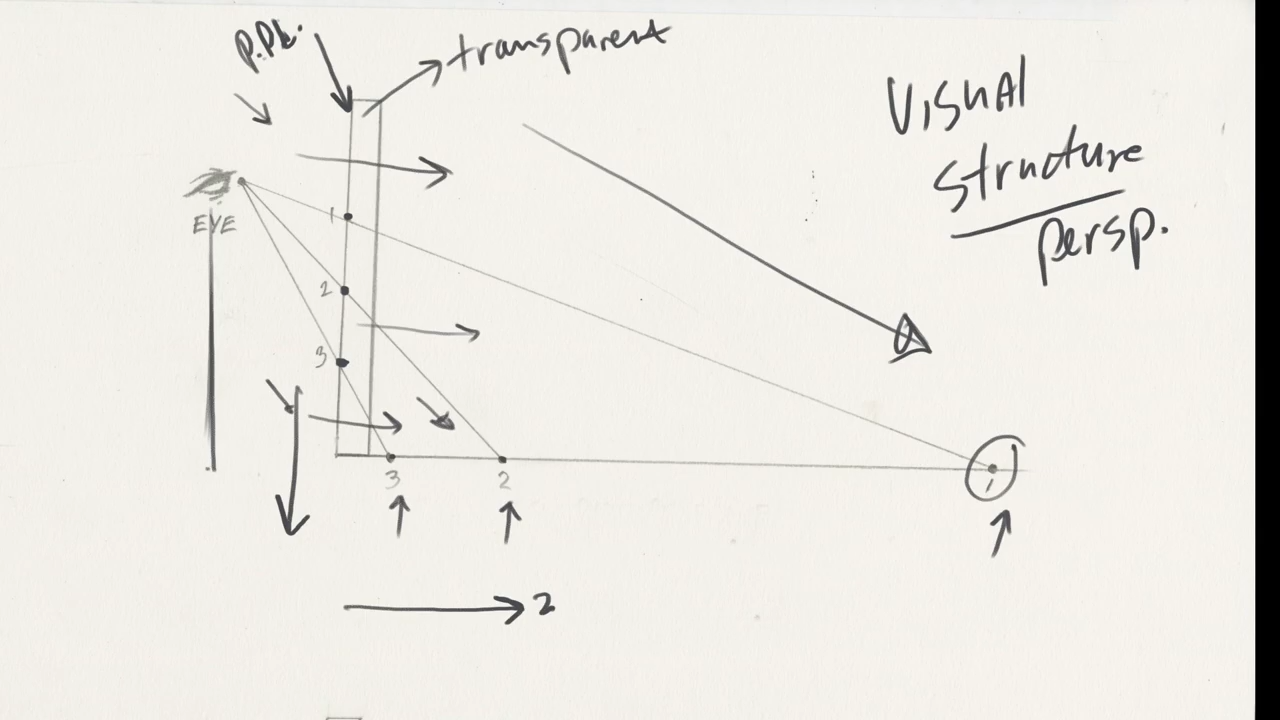 P.Pl.
transparent
Visual
structure
persp.
EYE
1
2
3
3
2
1
2